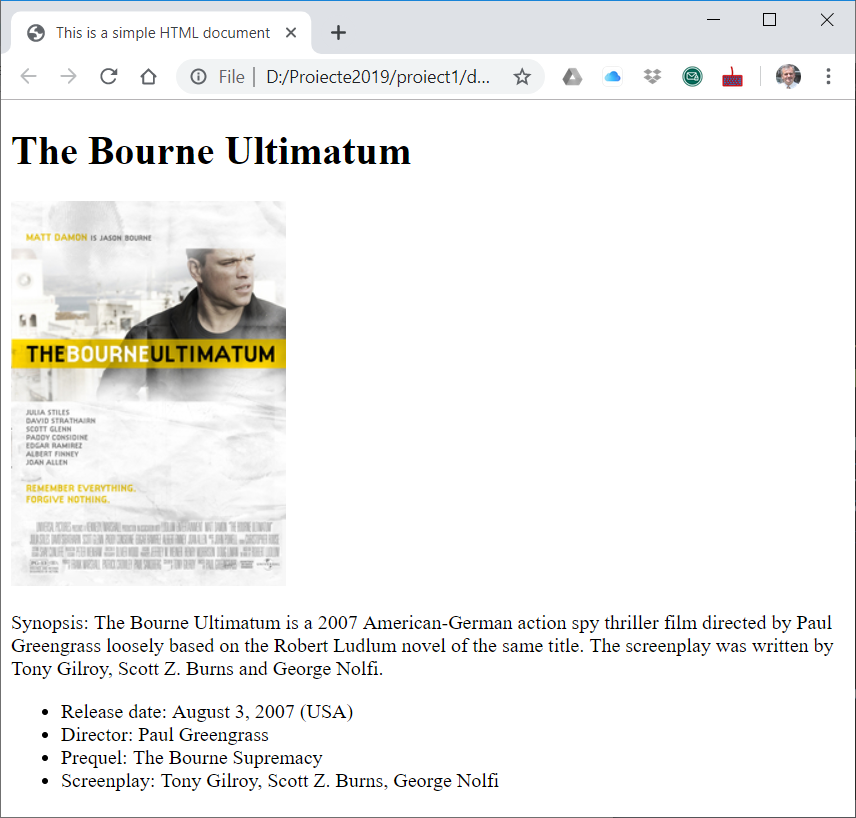 This is a simple HTML document
File | D:/Proiecte2019/proiect1/d...
The Bourne Ultimatum
MATT DAMON IS JASON BOURNE
THEBOURNEULTIMATUM
JULIA STILES
DAVID STRATHAIRN
SCOTT GLENN
PADDY CONSIDINE
EDGAR RAMIREZ
ALBERT FINNEY
JOAN ALLEN
REMEMBER EVERYTHING.
FORGIVE NOTHING.
Synopsis: The Bourne Ultimatum is a 2007 American-German action spy thriller film directed by Paul
Greengrass loosely based on the Robert Ludlum novel of the same title. The screenplay was written by
Tony Gilroy, Scott Z. Burns and George Nolfi.
• Release date: August 3, 2007 (USA)
• Director: Paul Greengrass
• Prequel: The Bourne Supremacy
• Screenplay: Tony Gilroy, Scott Z. Burns, George Nolfi